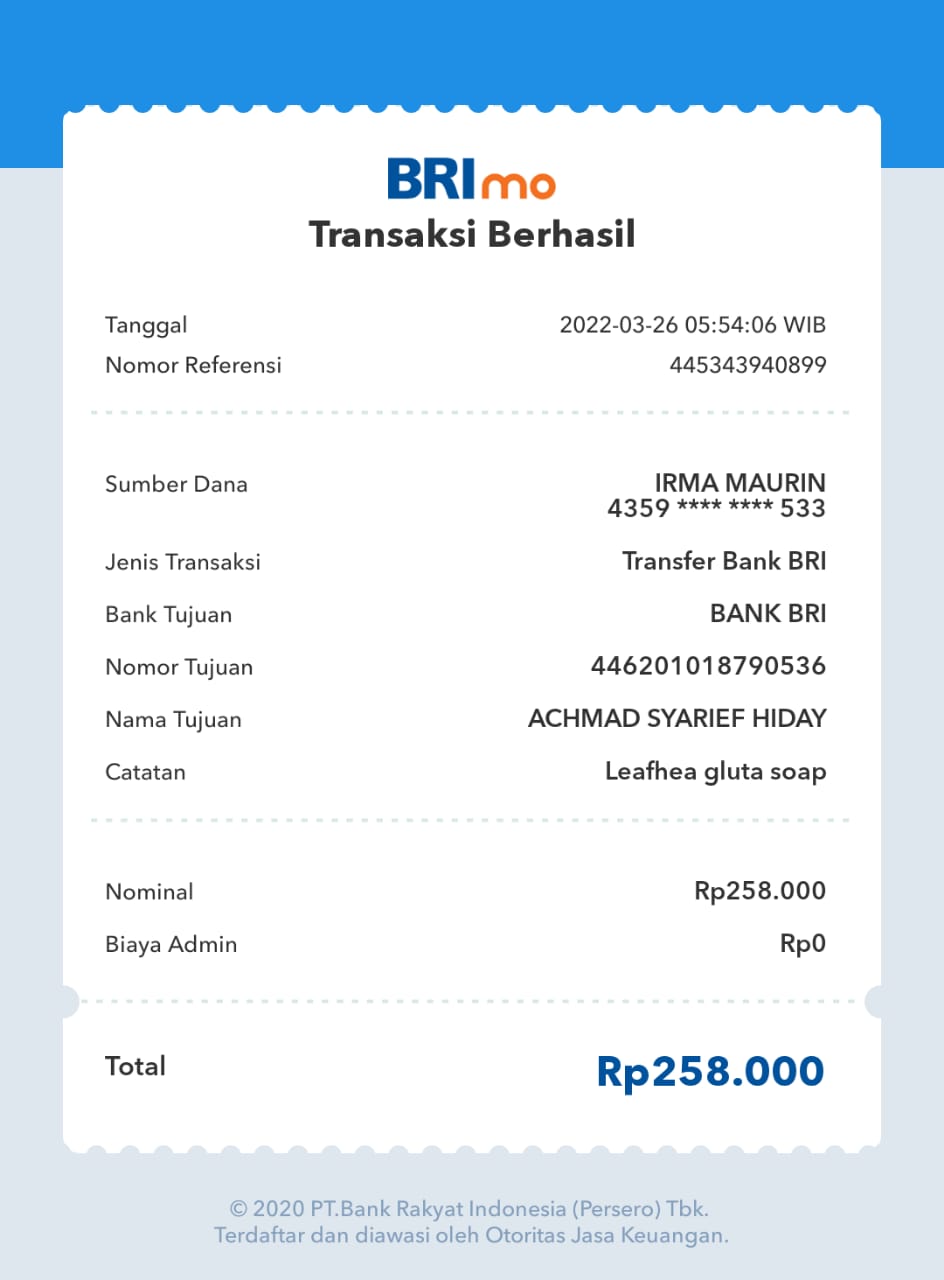 BRImo
Transaksi Berhasil
Tanggal 2022-03-26 05:54:06 WIB
Nomor Referensi 445343940899
Sumber Dana IRMA MAURIN
4359 **** **** 533
Jenis Transaksi Transfer Bank BRI
Bank Tujuan BANK BRI
Nomor Tujuan 446201018790536
Nama Tujuan ACHMAD SYARIEF HIDAY
Catatan Leafhea gluta soap
Nominal Rp258.000
Biaya Admin Rp0
Total Rp258.000
© 2020 PT.Bank Rakyat Indonesia (Persero) Tbk.
Terdaftar dan diawasi oleh Otoritas Jasa Keuangan.